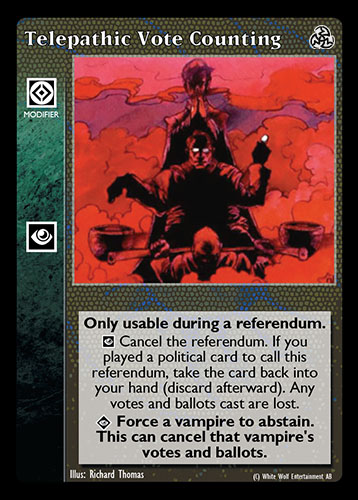 Telepathic Vote Counting
MODIFIER
Only usable during a referendum.
Cancel the referendum. If you
played a political card to call this
referendum, take the card back into
your hand (discard afterward). Any
votes and ballots cast are lost.
Force a vampire to abstain.
This can cancel that vampire's
votes and ballots.
Illus: Richard Thomas
(C) White Wolf Entertainment AB